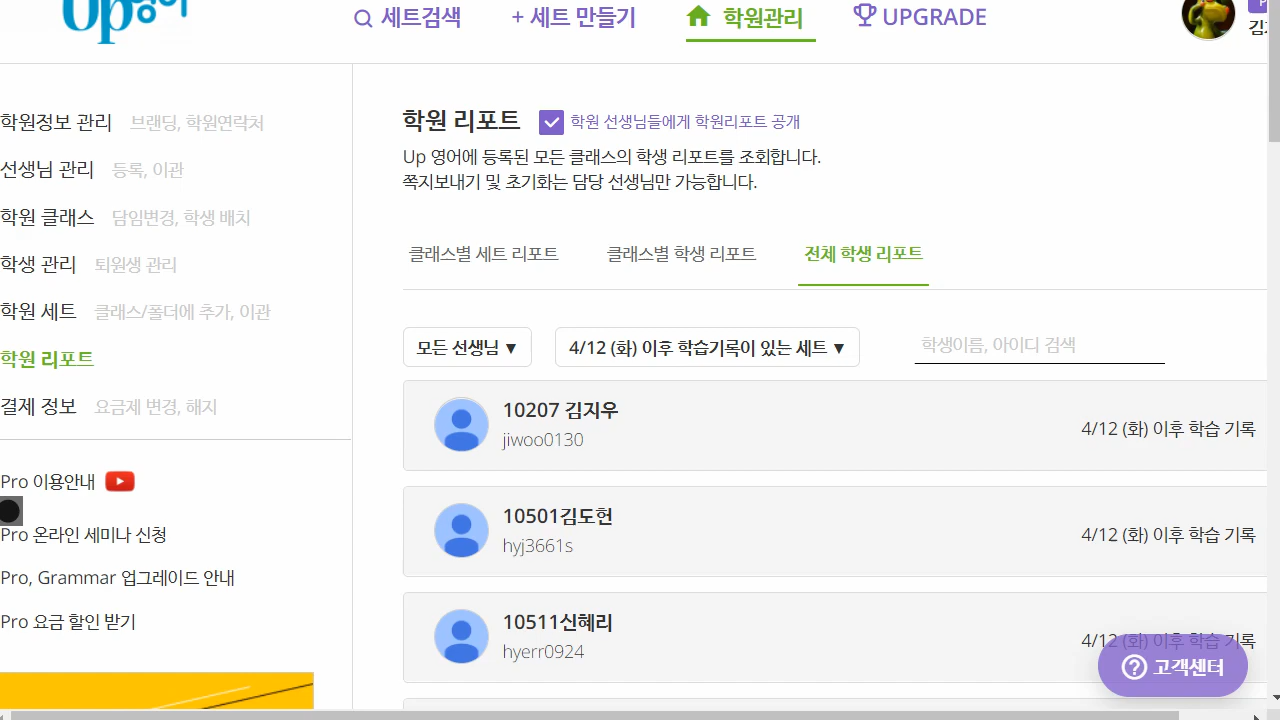 Up영어
세트검색
+ 세트 만들기
학원관리
UPGRADE
학원정보 관리 브랜딩, 학원연락처
선생님 관리 등록, 이관
학원 클래스 담임변경, 학생 배치
학생 관리 퇴원생 관리
학원 세트 클래스/폴더에 추가, 이관
학원 리포트
결제 정보 요금제 변경, 해지
Pro 이용안내
Pro 온라인 세미나 신청
Pro, Grammar 업그레이드 안내
Pro 요금 할인 받기
학원 리포트 학원 선생님들에게 학원리포트 공개
Up 영어에 등록된 모든 클래스의 학생 리포트를 조회합니다.
쪽지보내기 및 초기화는 담당 선생님만 가능합니다.
클래스별 세트 리포트 클래스별 학생 리포트 전체 학생 리포트
모든 선생님 ▼ 4/12 (화) 이후 학습기록이 있는 세트 ▼ 학생이름, 아이디 검색
10207 김지우
jiwoo0130
4/12 (화) 이후 학습 기록
10501김도헌
hyj3661s
4/12 (화) 이후 학습 기록
10511신혜리
hyerr0924
4/12 (화) 이후 학습 기록
고객센터